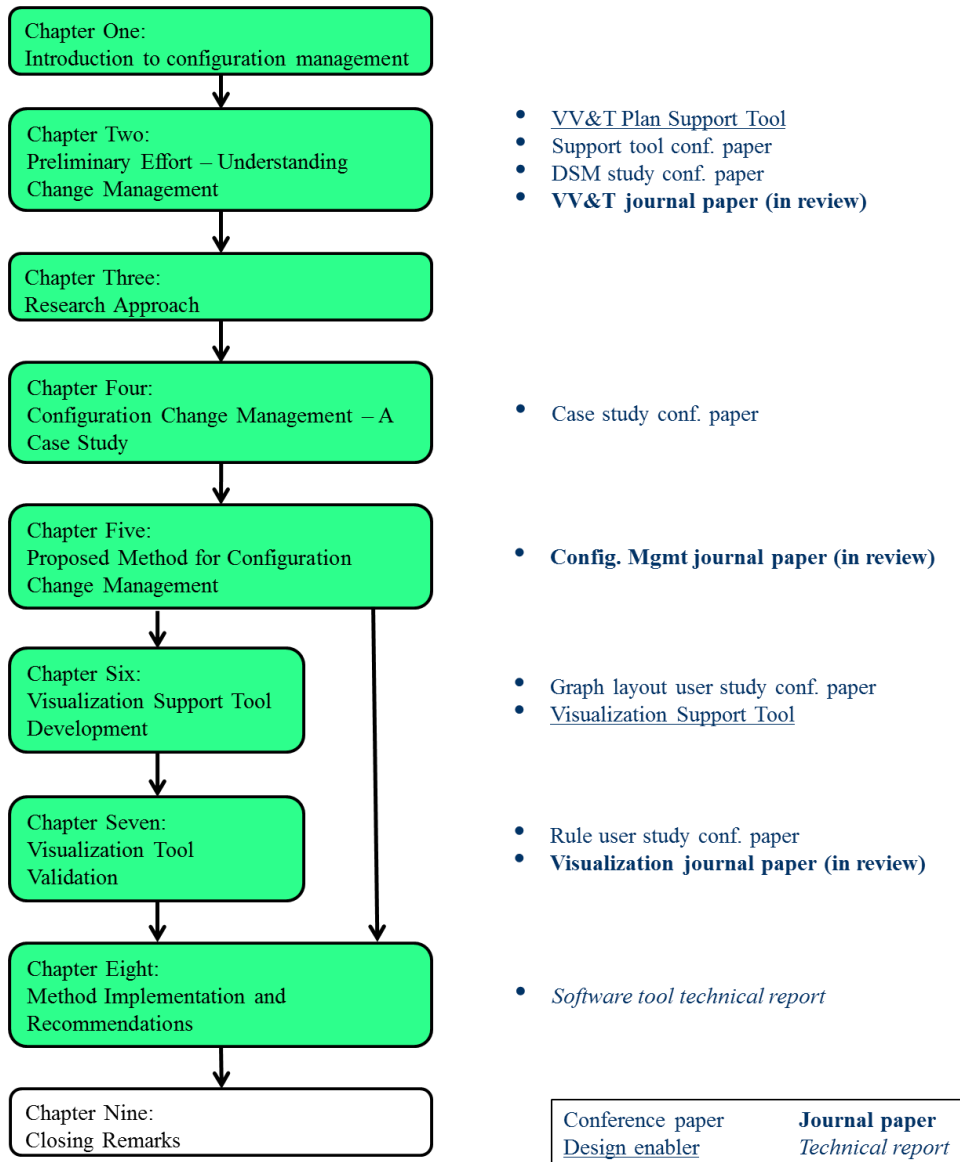 Chapter One:
Introduction to configuration management
Chapter Two:
Preliminary Effort – Understanding
Change Management
• VV&T Plan Support Tool
• Support tool conf. paper
• DSM study conf. paper
• VV&T journal paper (in review)
Chapter Three:
Research Approach
Chapter Four:
Configuration Change Management – A
Case Study
• Case study conf. paper
Chapter Five:
Proposed Method for Configuration
Change Management
• Config. Mgmt journal paper (in review)
Chapter Six:
Visualization Support Tool
Development
• Graph layout user study conf. paper
• Visualization Support Tool
Chapter Seven:
Visualization Tool
Validation
• Rule user study conf. paper
• Visualization journal paper (in review)
Chapter Eight:
Method Implementation and
Recommendations
• Software tool technical report
Chapter Nine:
Closing Remarks
Conference paper Journal paper
Design enabler Technical report